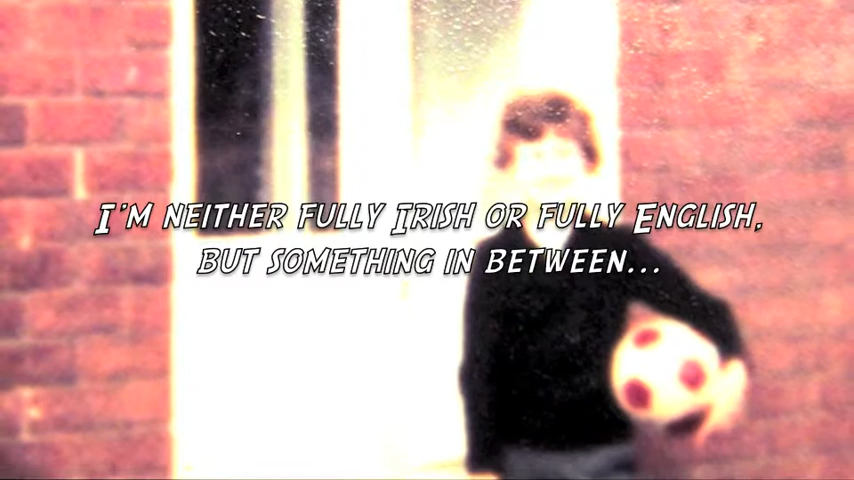 I'm neither fully Irish or fully English,
but something in between...